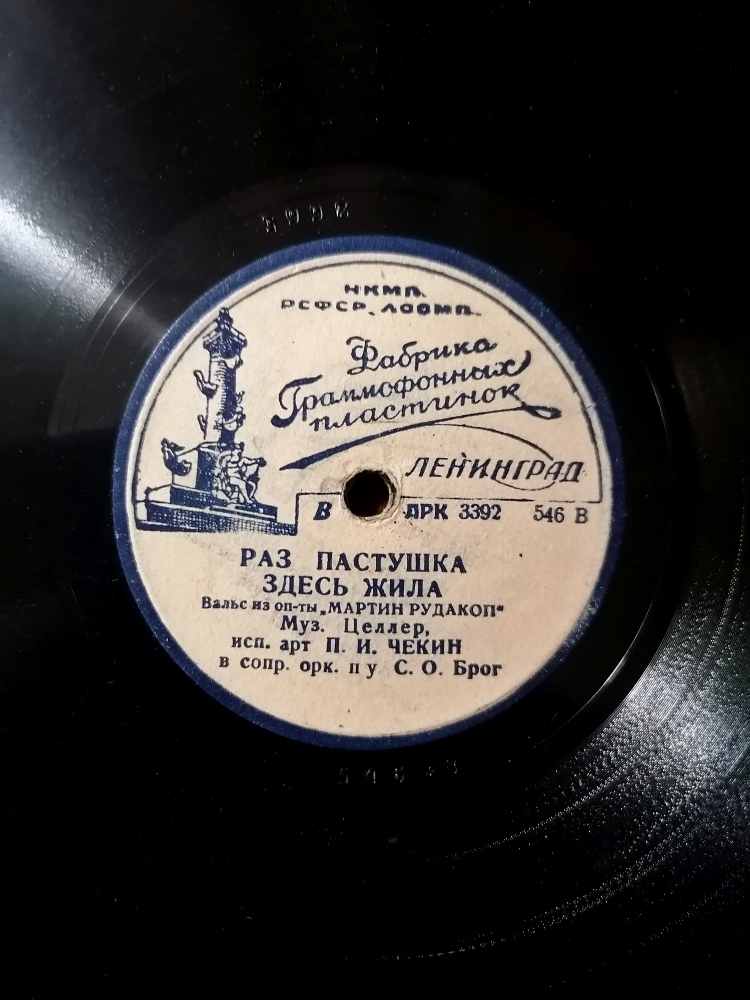 НКМП.
РСФСР. ЛООМП.
Фабрика
Граммофонных
пластинок
ЛЕНИНГРАД
В ЛРК 3392 546 В
РАЗ ПАСТУШКА
ЗДЕСЬ ЖИЛА
Вальс из оп-ты „МАРТИН РУДАКОП"
Муз. Целлер,
исп. арт П. И. ЧЕКИН
в сопр. орк. п у С. О. Брог